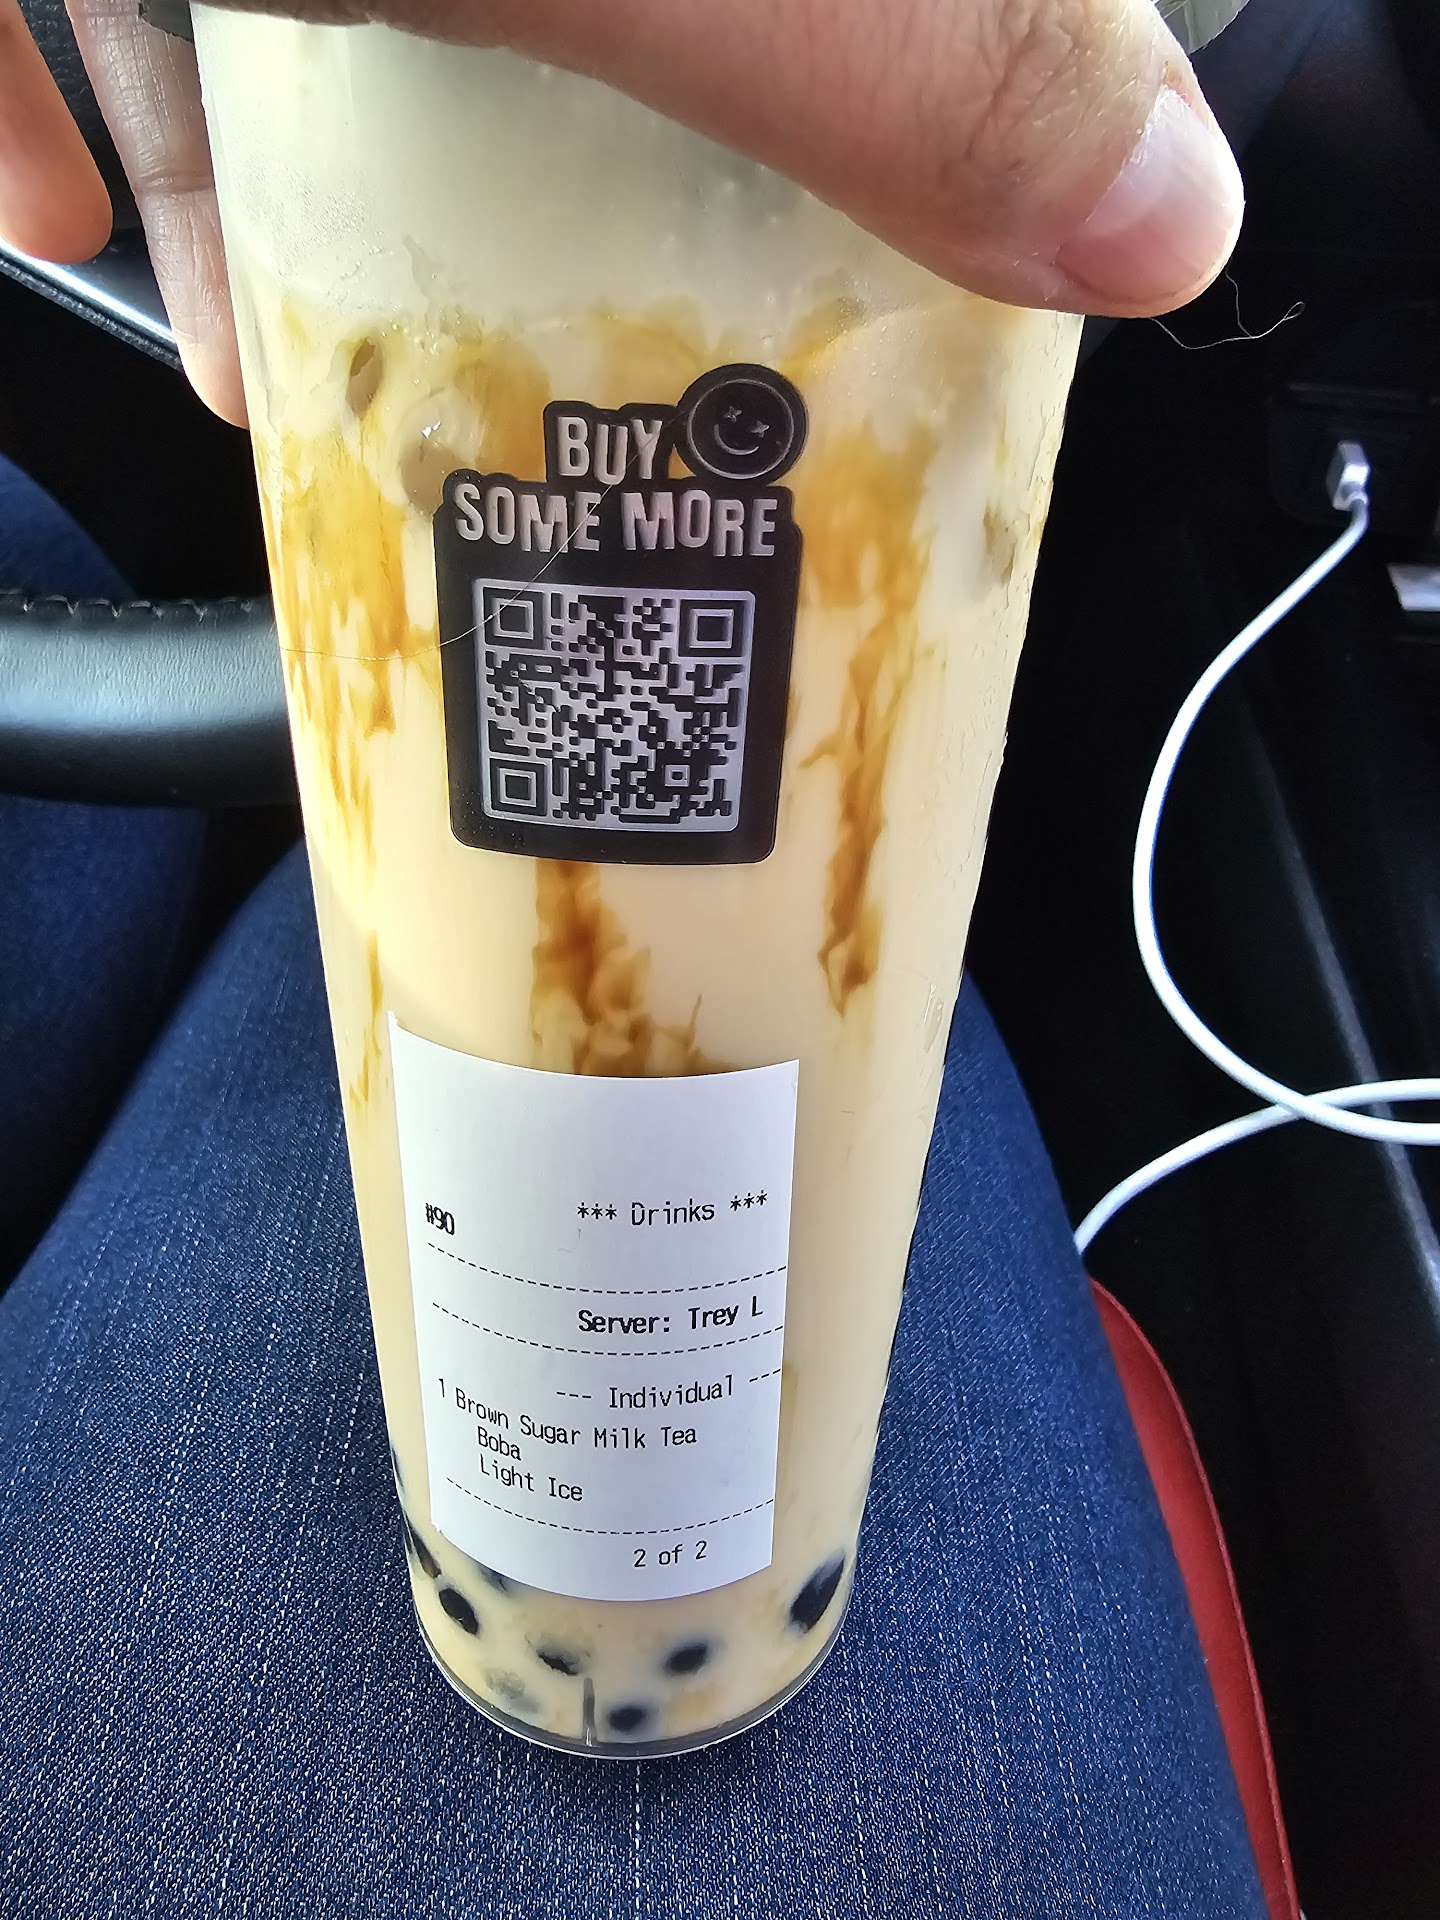 BUY
SOME MORE
#90 *** Drinks ***
Server: Trey L
--- Individual ---
1 Brown Sugar Milk Tea
Boba
Light Ice
2 of 2